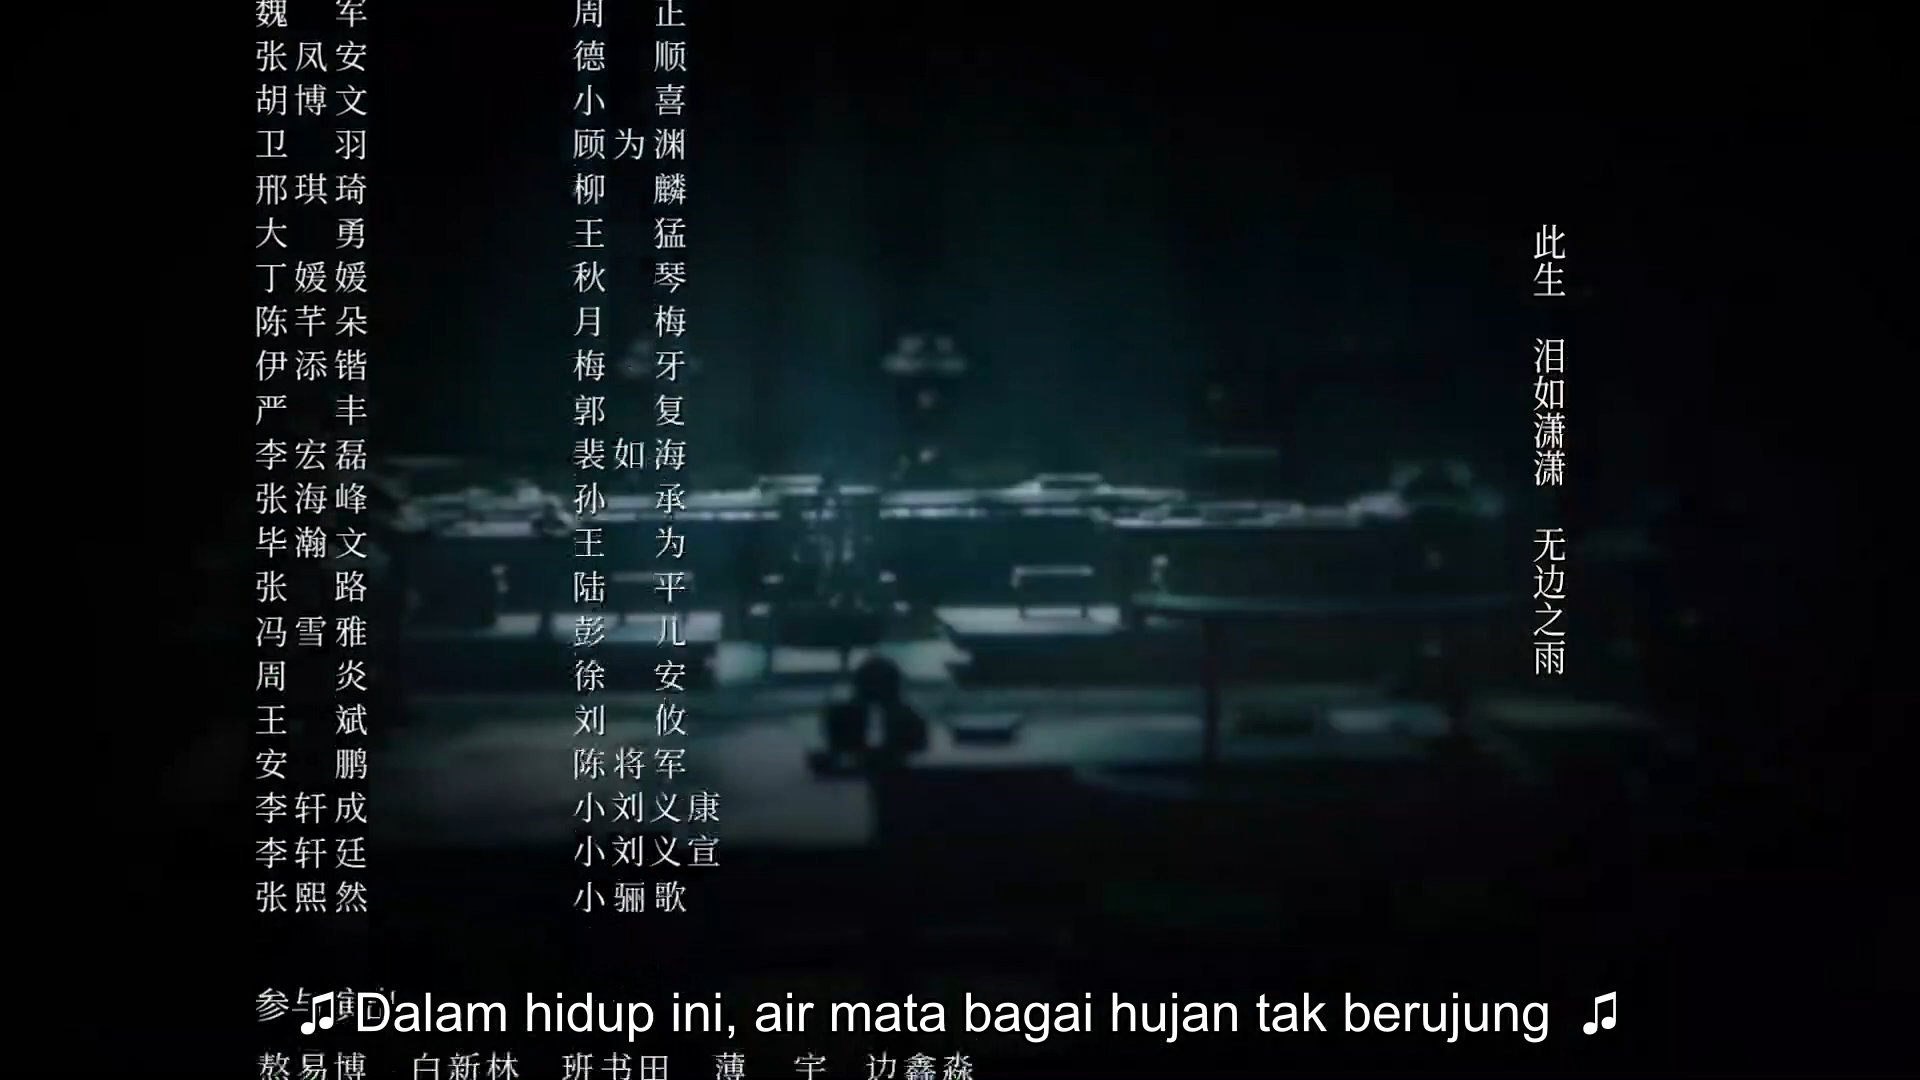 魏军 周正
张凤安 德顺
胡博文 小喜
卫羽 顾为渊
邢琪琦 柳麟
大勇 王猛
丁媛媛 秋琴
陈芊朵 月梅
伊添锴 梅牙
严丰 郭复
李宏磊 裴如海
张海峰 孙承
毕瀚文 王为
张路 陆平
冯雪雅 彭儿
周炎 徐安
王斌 刘攸
安鹏 陈将军
李轩成 小刘义康
李轩廷 小刘义宣
张熙然 小骊歌
此生 泪如潇潇 无边之雨
参与
♫ Dalam hidup ini, air mata bagai hujan tak berujung ♫
敖易博 白新林 班书田 薄宇 边鑫淼